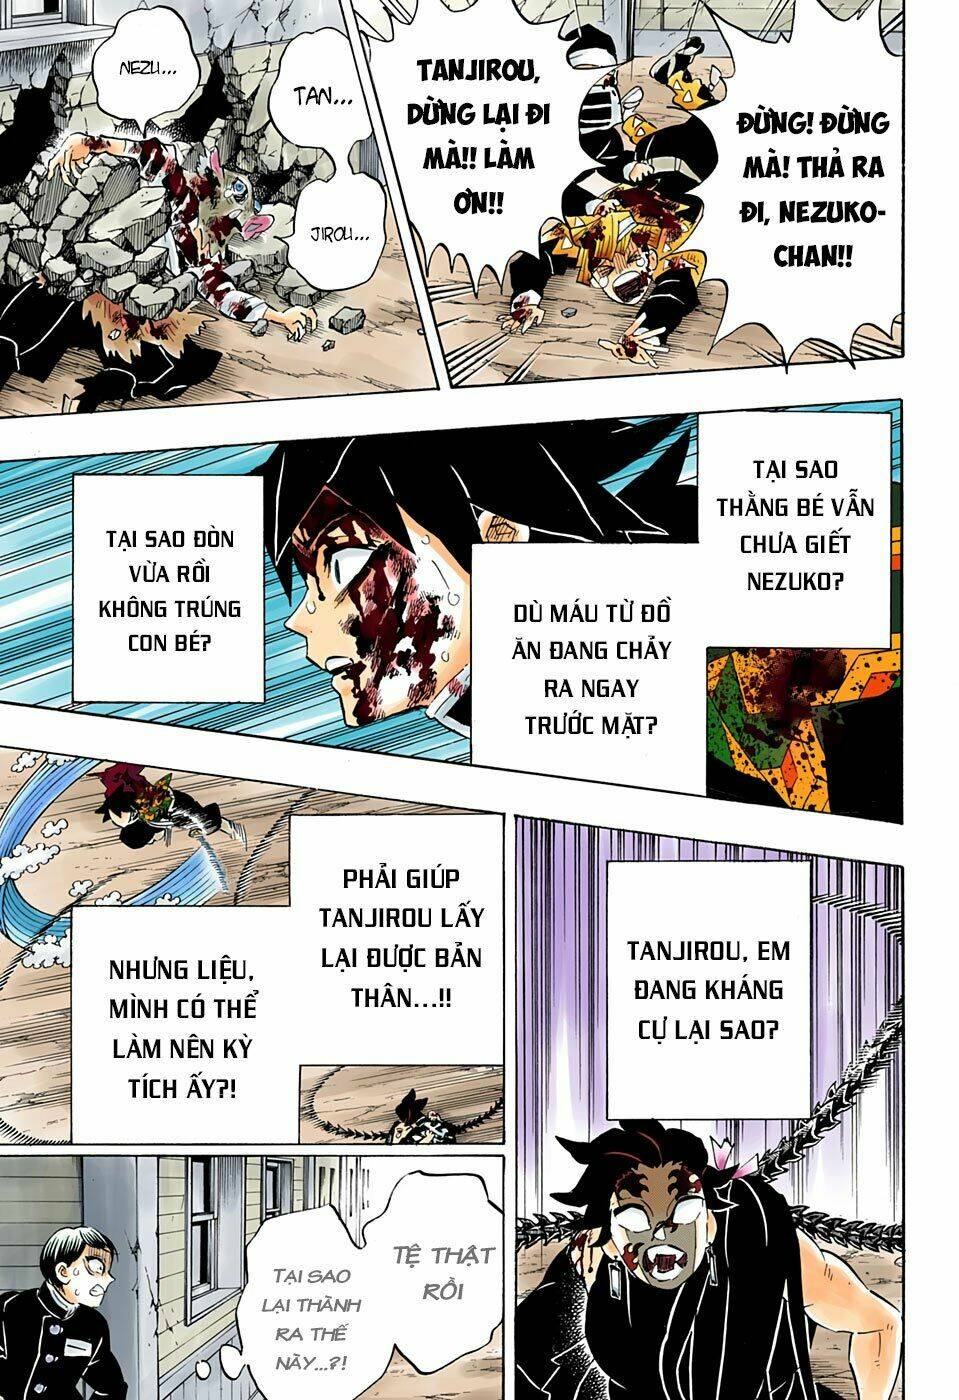 ĐỪNG! ĐỪNG
MÀ! THẢ RA
ĐI, NEZUKO-
CHAN!!
TANJIROU,
DỪNG LẠI ĐI
MÀ!! LÀM
ƠN!!
TAN...
JIROU...
NEZU...
TẠI SAO
THẰNG BÉ VẪN
CHƯA GIẾT
NEZUKO?
DÙ MÁU TỪ ĐỒ
ĂN ĐANG CHẢY
RA NGAY
TRƯỚC MẶT?
TẠI SAO ĐÒN
VỪA RỒI
KHÔNG TRÚNG
CON BÉ?
TANJIROU, EM
ĐANG KHÁNG
CỰ LẠI SAO?
PHẢI GIÚP
TANJIROU LẤY
LẠI ĐƯỢC BẢN
THÂN...!!
NHƯNG LIỆU,
MÌNH CÓ THỂ
LÀM NÊN KỲ
TÍCH ẤY?!
TỆ THẬT
RỒI
TẠI SAO
LẠI THÀNH
RA THẾ
NÀY...?!